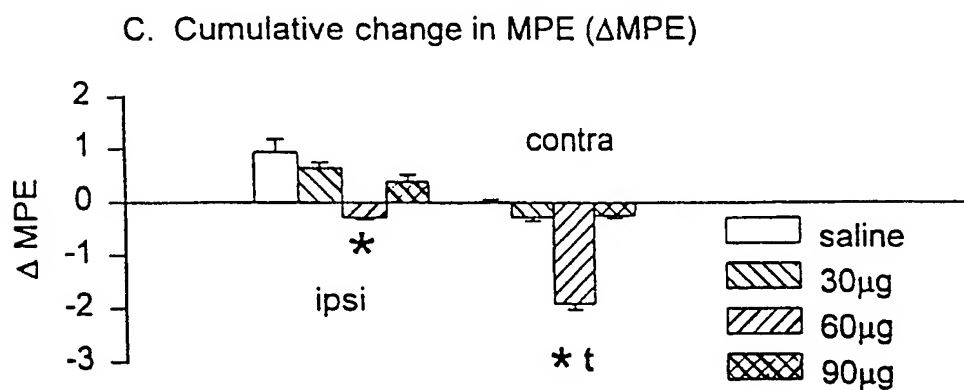 C. Cumulative change in MPE (ΔMPE)
Δ MPE
2
1
0
-1
-2
-3
contra
ipsi
*
* t
saline
30μg
60μg
90μg